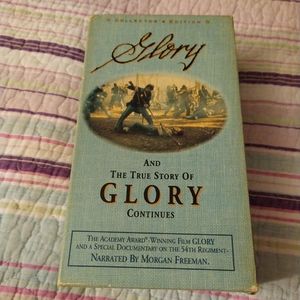 COLLECTOR'S EDITION
Glory
AND
THE TRUE STORY OF
GLORY
CONTINUES
THE ACADEMY AWARD®-WINNING FILM GLORY
AND A SPECIAL DOCUMENTARY ON THE 54TH REGIMENT-
NARRATED BY MORGAN FREEMAN.